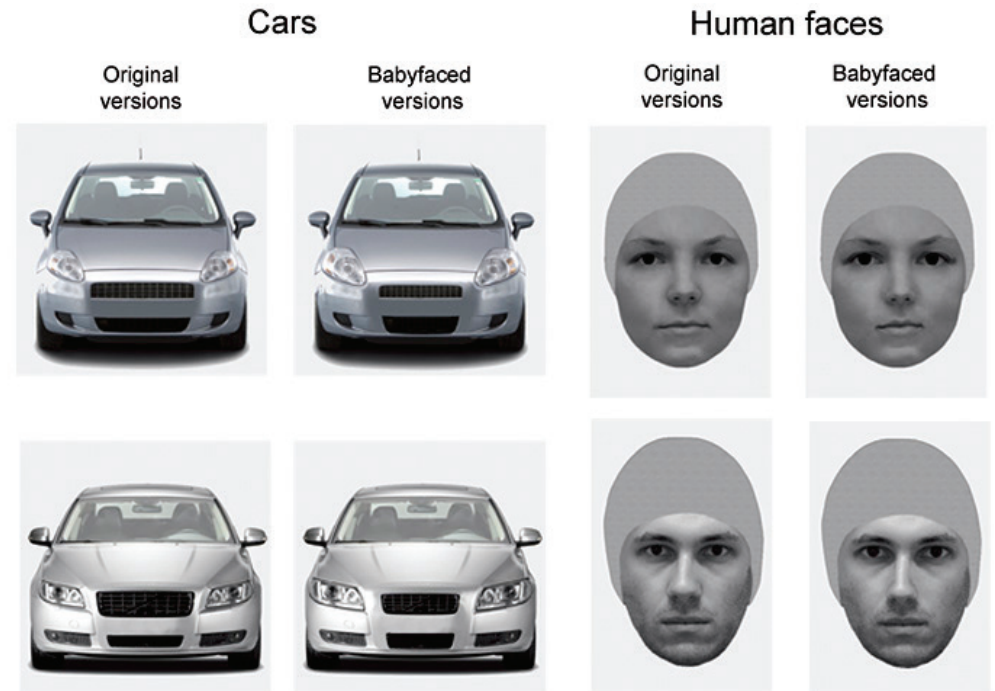 Cars
Human faces
Original
versions
Babyfaced
versions
Original
versions
Babyfaced
versions